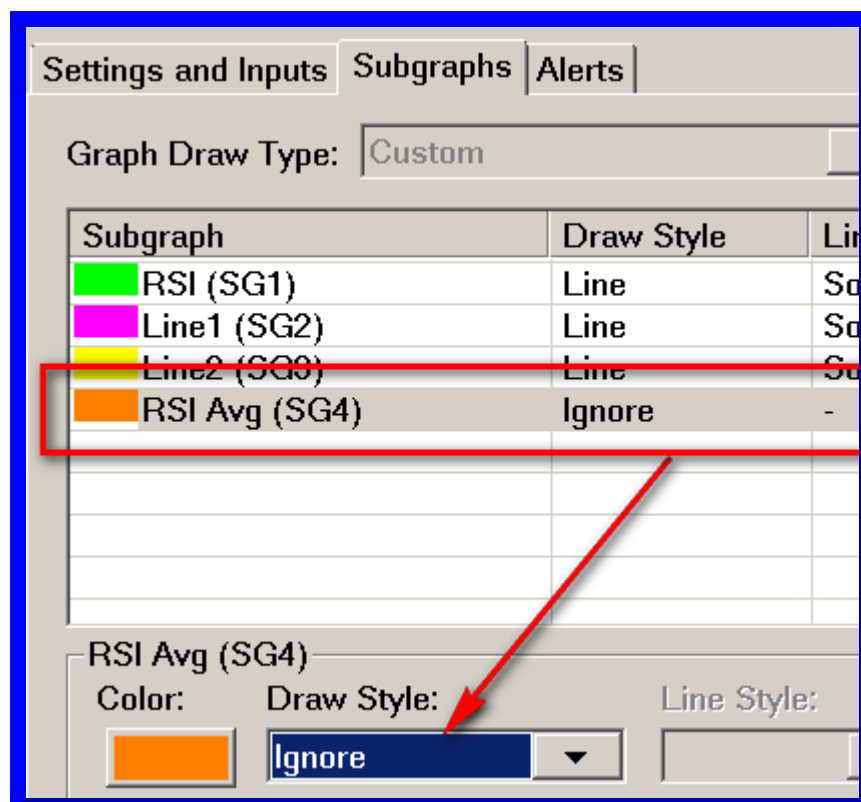 Settings and Inputs Subgraphs Alerts
Graph Draw Type: Custom
Subgraph Draw Style
RSI (SG1) Line
Line1 (SG2) Line
Line2 (SG3) Line
RSI Avg (SG4) Ignore -
RSI Avg (SG4)
Color: Draw Style: Line Style:
Ignore